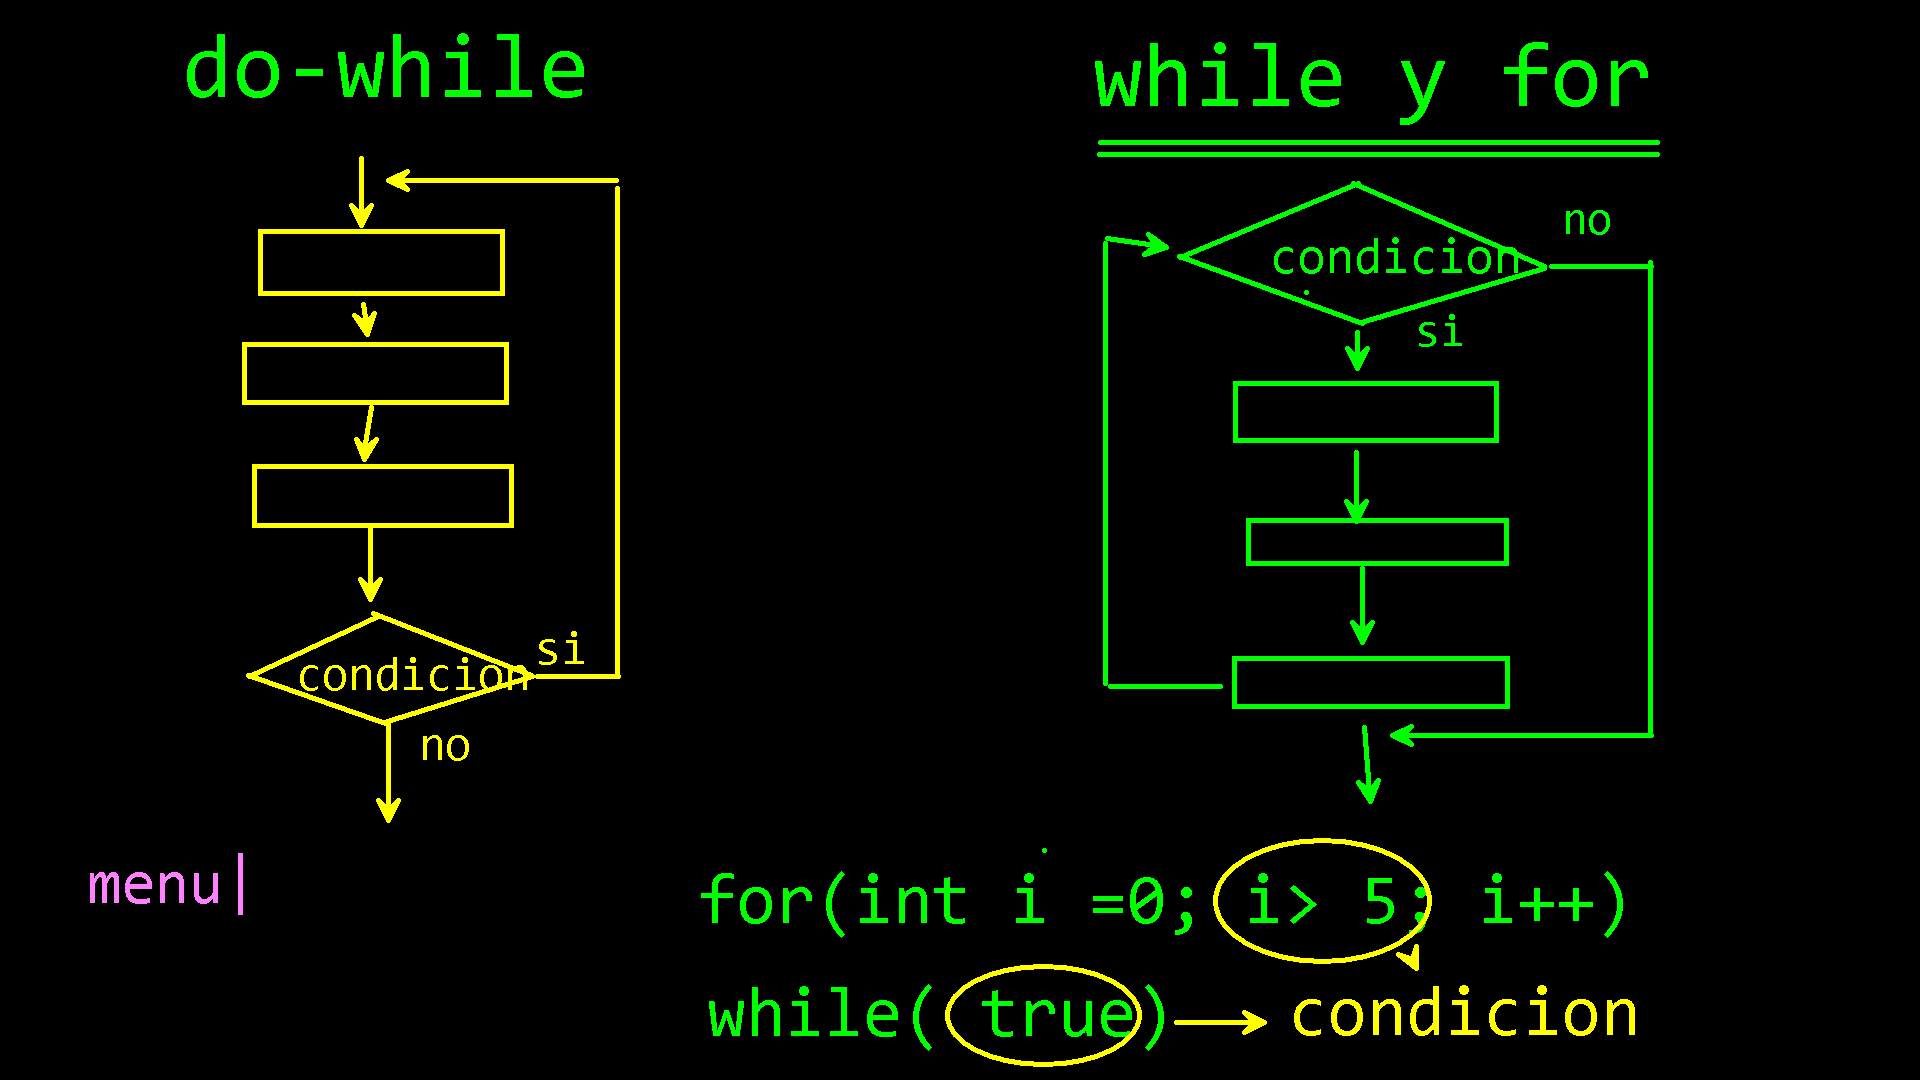 do-while
while y for
no
condicion
si
si
condicion
no
menu
for(int i =0; i> 5; i++)
while( true) condicion